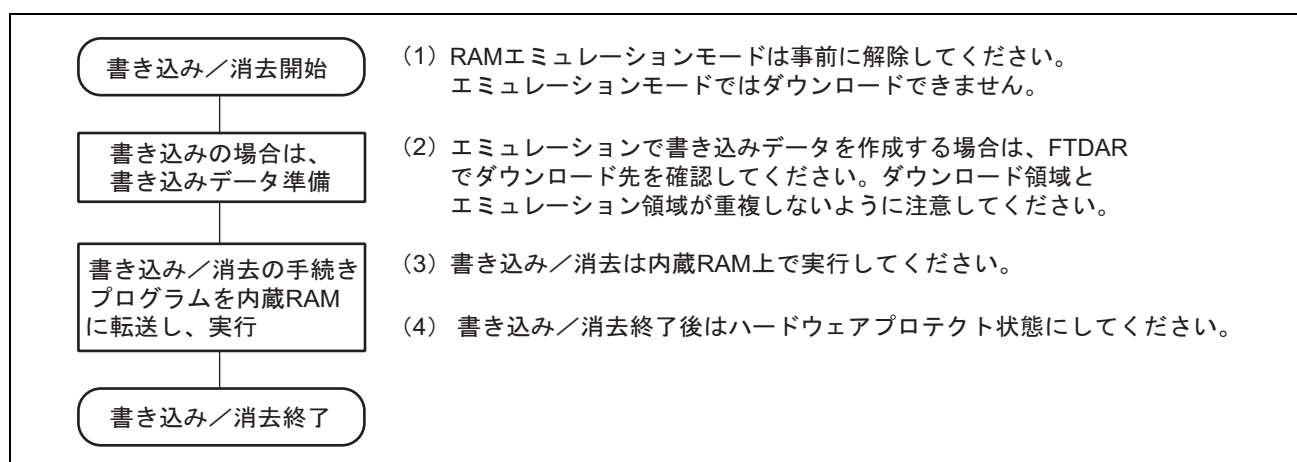 書き込み／消去開始
書き込みの場合は、
書き込みデータ準備
書き込み／消去の手続き
プログラムを内蔵RAM
に転送し、実行
書き込み／消去終了
（1）RAMエミュレーションモードは事前に解除してください。
エミュレーションモードではダウンロードできません。
（2）エミュレーションで書き込みデータを作成する場合は、FTDAR
でダウンロード先を確認してください。ダウンロード領域と
エミュレーション領域が重複しないように注意してください。
（3）書き込み／消去は内蔵RAM上で実行してください。
（4） 書き込み／消去終了後はハードウェアプロテクト状態にしてください。